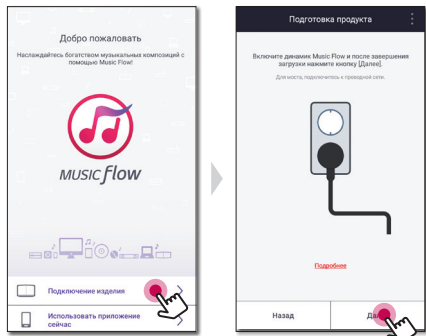 Добро пожаловать
Наслаждайтесь богатством музыкальных композиций с
помощью Music Flow!
MUSIC flow
Подключение изделия
Использовать приложение
сейчас
Подготовка продукта
Включите динамик Music Flow и после завершения
загрузки нажмите кнопку [Далее].
Для моста, подключитесь к проводной сети.
Подробнее
Назад